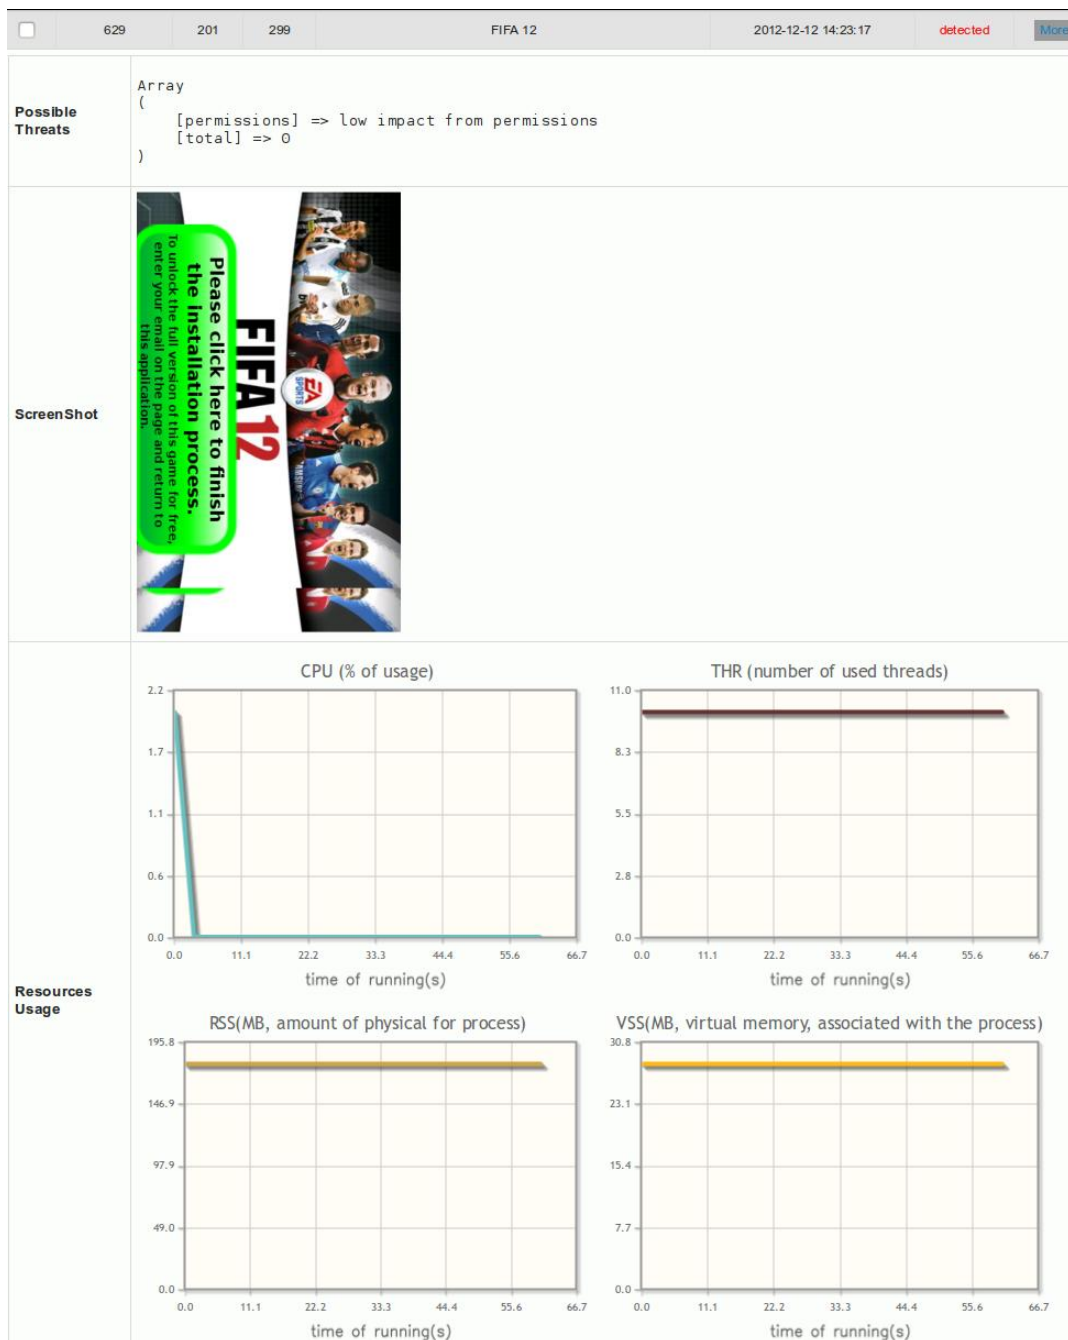 629 201 299 FIFA 12 2012-12-12 14:23:17 detected More
Possible
Threats
Array
(
[permissions] => low impact from permissions
[total] => 0
)
ScreenShot
Please click here to finish
the installation process.
To unlock the full version of this game for free,
enter your email on the page and return to
this application.
FIFA12
EA
SPORTS
SAMSUNG
Resources
Usage
CPU (% of usage)
2.2
1.7
1.1
0.6
0.0
0.0 11.1 22.2 33.3 44.4 55.6 66.7
time of running(s)
THR (number of used threads)
11.0
8.3
5.5
2.8
0.0
0.0 11.1 22.2 33.3 44.4 55.6 66.7
time of running(s)
RSS(MB, amount of physical for process)
195.8
146.9
97.9
49.0
0.0
0.0 11.1 22.2 33.3 44.4 55.6 66.7
time of running(s)
VSS(MB, virtual memory, associated with the process)
30.8
23.1
15.4
7.7
0.0
0.0 11.1 22.2 33.3 44.4 55.6 66.7
time of running(s)